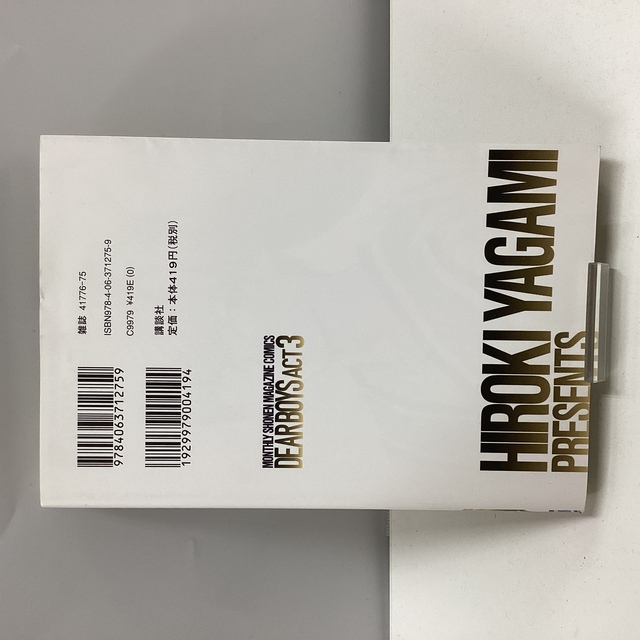 HIROKI YAGAMI
PRESENTS
MONTHLY SHONEN MAGAZINE COMICS
DEAR BOYS ACT 3
雑誌 41776-75
ISBN978-4-06-371275-9
C9979 ¥419E (0)
講談社
定価：本体419円（税別）
9784063712759
1929979004194